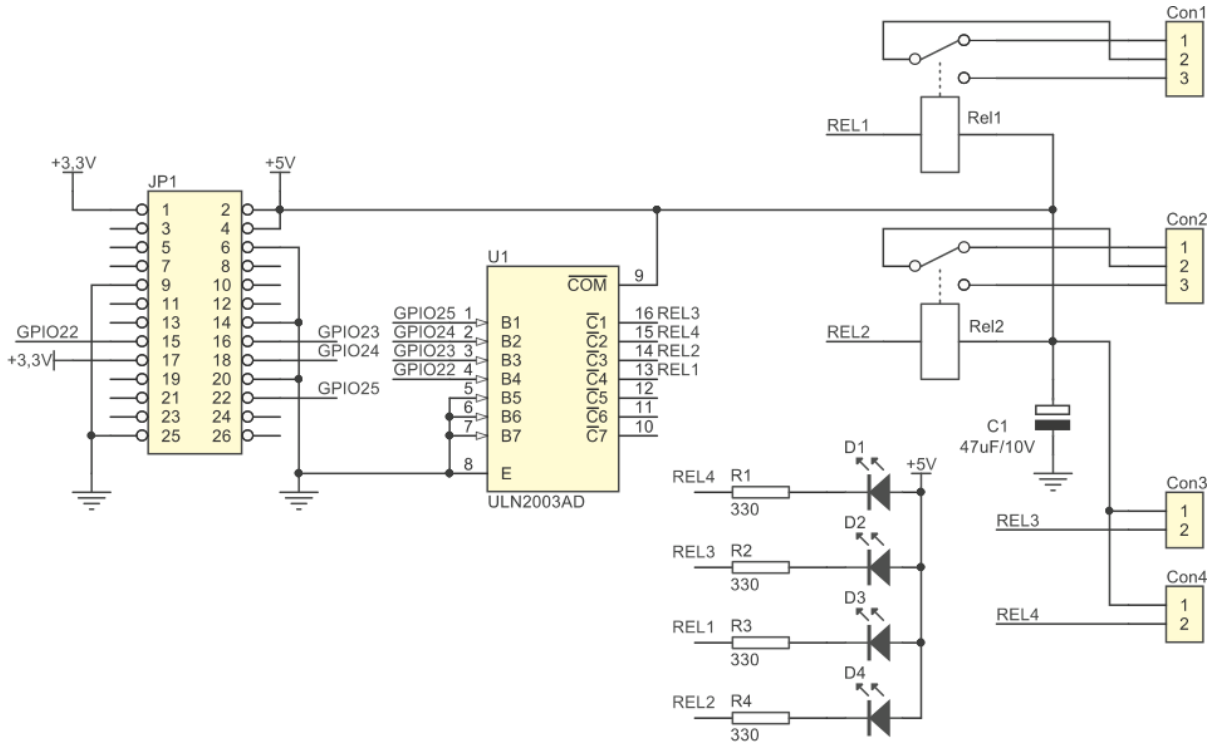 Con1
1
2
3
REL1
Rel1
+3,3V
+5V
JP1
1 2
3 4
5 6
7 8
9 10
11 12
13 14
15 16
17 18
19 20
21 22
23 24
25 26
GPIO22
+3,3V
GPIO23
GPIO24
GPIO25
U1
COM 9
GPIO25 1 B1 C1 16 REL3
GPIO24 2 B2 C2 15 REL4
GPIO23 3 B3 C3 14 REL2
GPIO22 4 B4 C4 13 REL1
5 B5 C5 12
6 B6 C6 11
7 B7 C7 10
8 E
ULN2003AD
Con2
1
2
3
REL2
Rel2
C1
47uF/10V
+5V
REL4 R1 D1
330
REL3 R2 D2
330
REL1 R3 D3
330
REL2 R4 D4
330
Con3
1
REL3 2
Con4
1
REL4 2